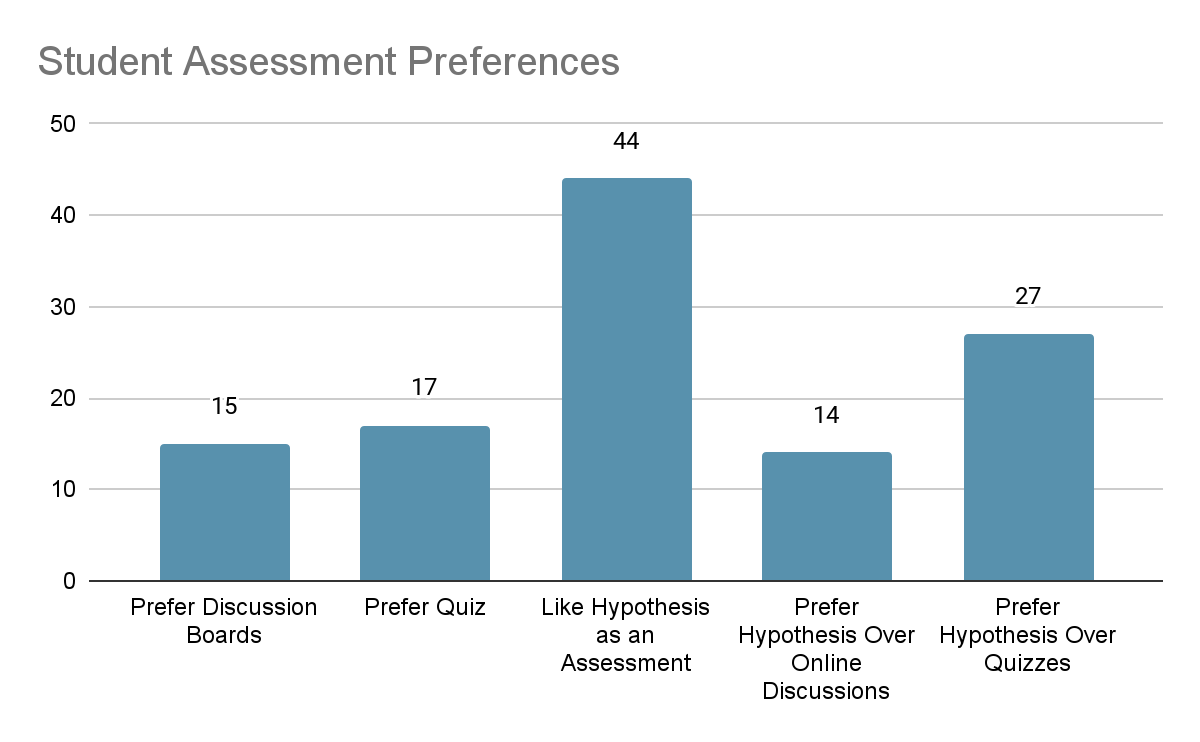 Student Assessment Preferences
50
40
30
20
10
0
15
17
44
14
27
Prefer Discussion
Boards
Prefer Quiz
Like Hypothesis
as an
Assessment
Prefer
Hypothesis Over
Online
Discussions
Prefer
Hypothesis Over
Quizzes